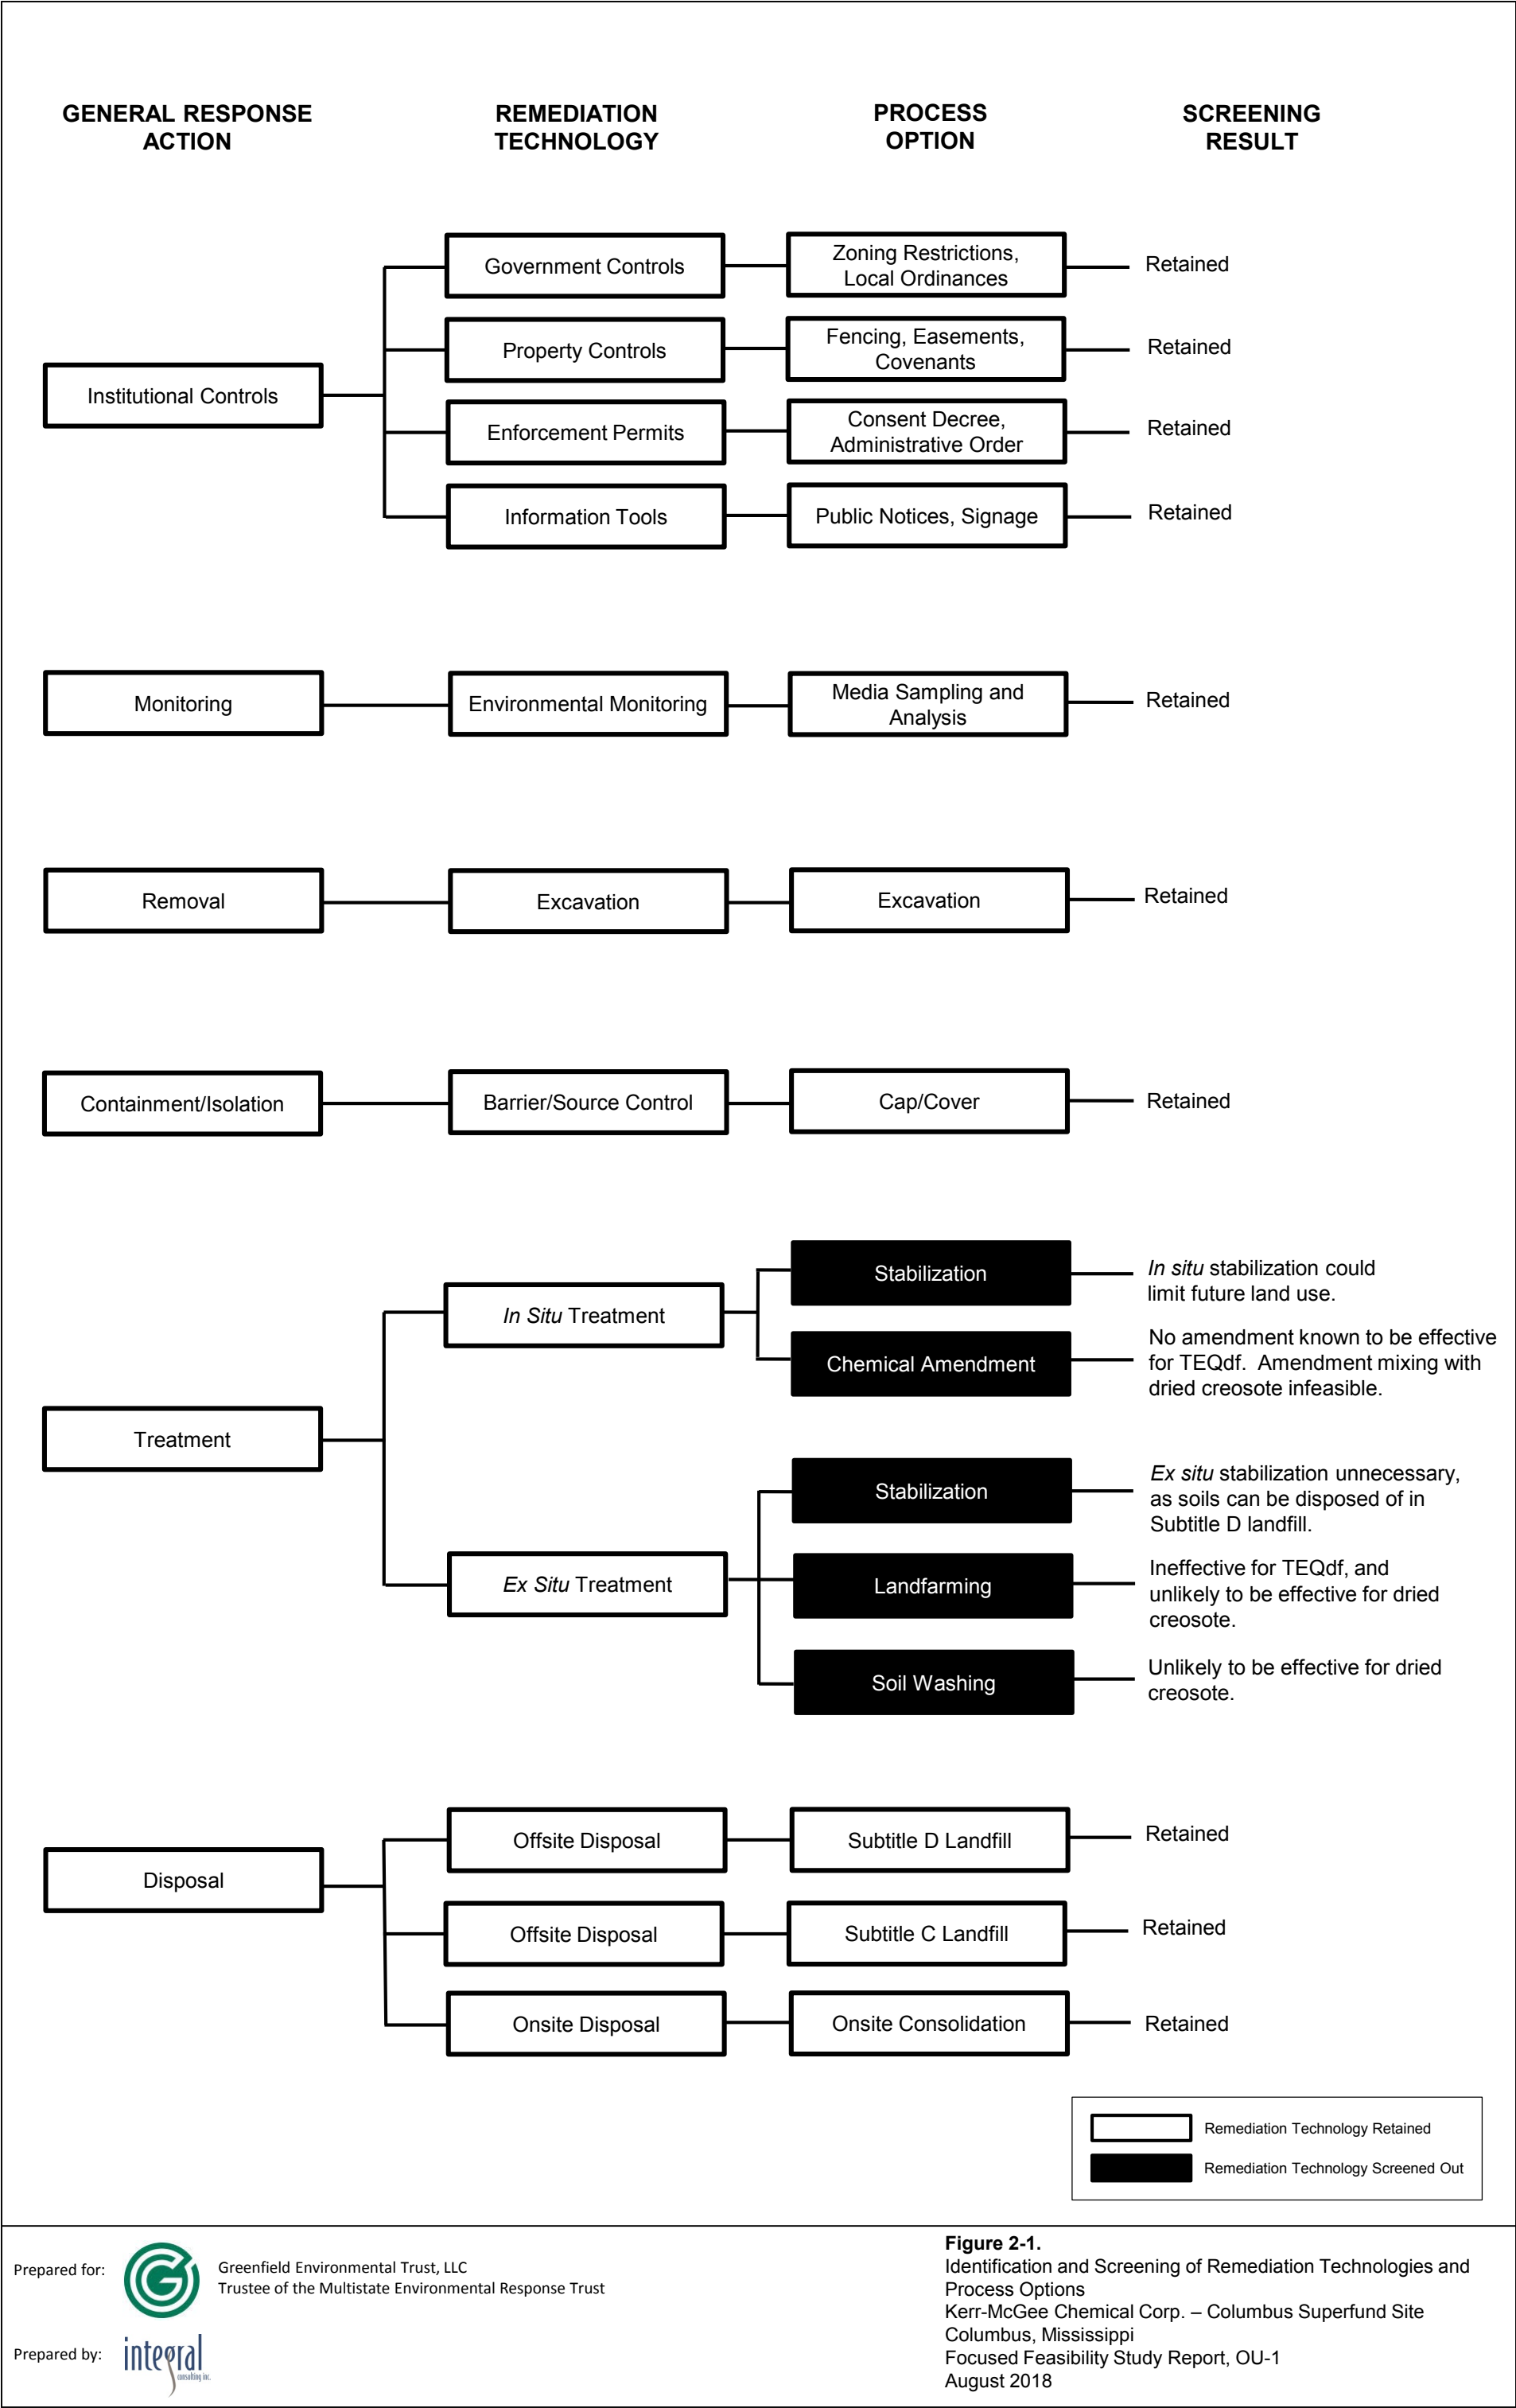 GENERAL RESPONSE
ACTION
REMEDIATION
TECHNOLOGY
PROCESS
OPTION
SCREENING
RESULT
Institutional Controls
Government Controls
Zoning Restrictions,
Local Ordinances
Retained
Property Controls
Fencing, Easements,
Covenants
Retained
Enforcement Permits
Consent Decree,
Administrative Order
Retained
Information Tools
Public Notices, Signage
Retained
Monitoring
Environmental Monitoring
Media Sampling and
Analysis
Retained
Removal
Excavation
Excavation
Retained
Containment/Isolation
Barrier/Source Control
Cap/Cover
Retained
Treatment
In Situ Treatment
Stabilization
In situ stabilization could
limit future land use.
Chemical Amendment
No amendment known to be effective
for TEQdf. Amendment mixing with
dried creosote infeasible.
Ex Situ Treatment
Stabilization
Ex situ stabilization unnecessary,
as soils can be disposed of in
Subtitle D landfill.
Landfarming
Ineffective for TEQdf, and
unlikely to be effective for dried
creosote.
Soil Washing
Unlikely to be effective for dried
creosote.
Disposal
Offsite Disposal
Subtitle D Landfill
Retained
Offsite Disposal
Subtitle C Landfill
Retained
Onsite Disposal
Onsite Consolidation
Retained
Remediation Technology Retained
Remediation Technology Screened Out
Prepared for:
Greenfield Environmental Trust, LLC
Trustee of the Multistate Environmental Response Trust
Prepared by:
integral
consulting inc.
Figure 2-1.
Identification and Screening of Remediation Technologies and
Process Options
Kerr-McGee Chemical Corp. – Columbus Superfund Site
Columbus, Mississippi
Focused Feasibility Study Report, OU-1
August 2018